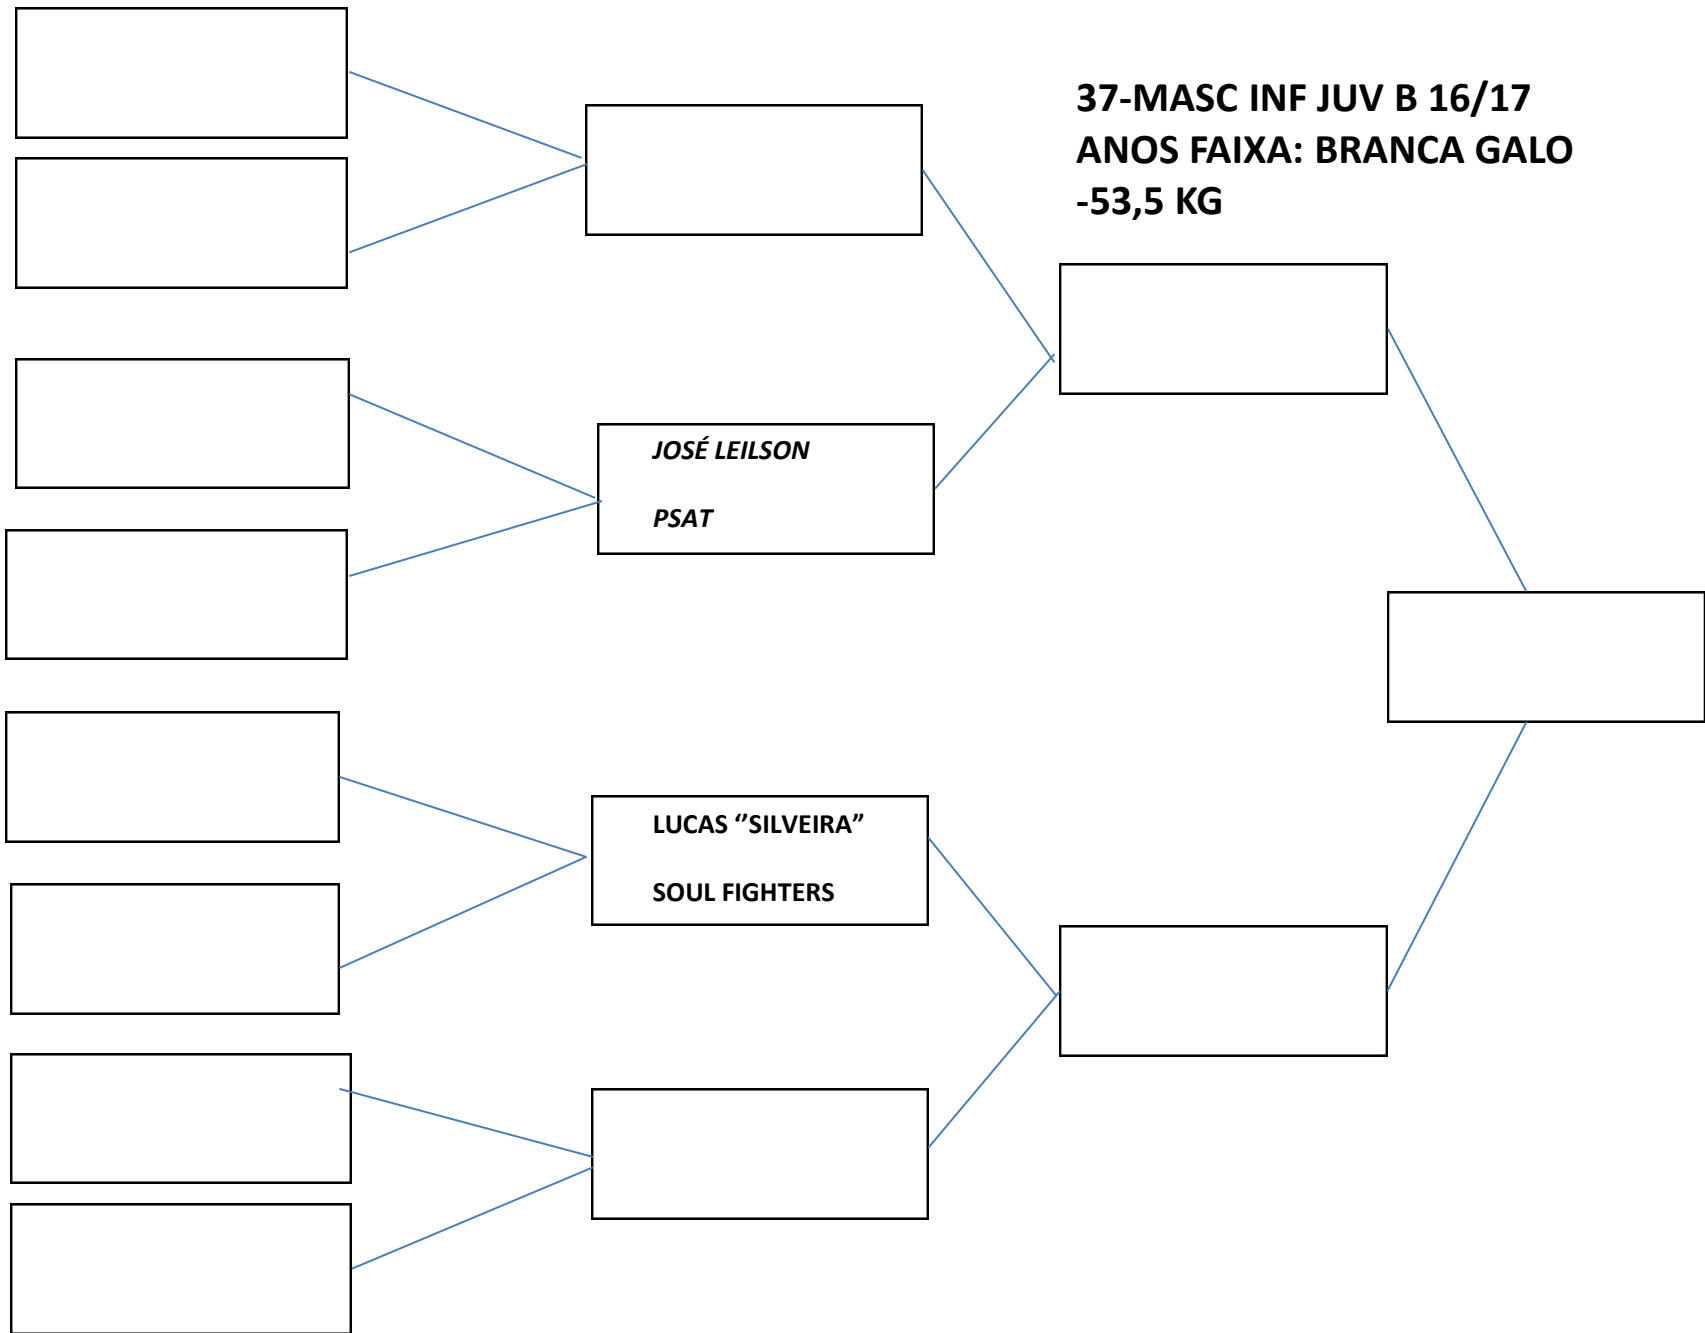 37-MASC INF JUV B 16/17
ANOS FAIXA: BRANCA GALO
-53,5 KG
JOSÉ LEILSON
PSAT
LUCAS ‘’SILVEIRA”
SOUL FIGHTERS